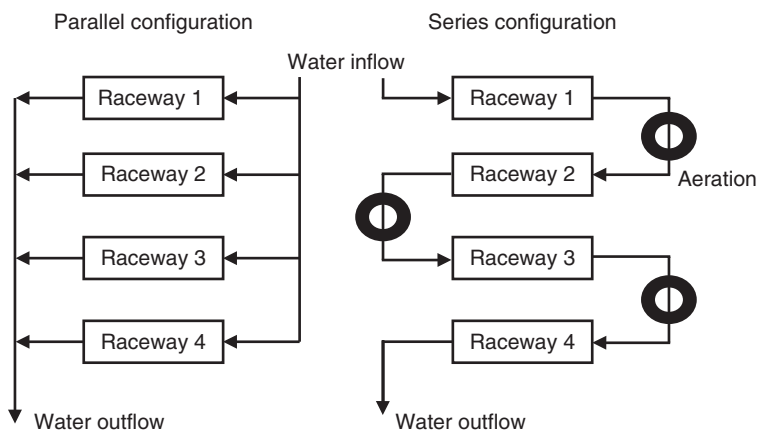 Parallel configuration
Series configuration
Water inflow
Raceway 1
Raceway 1
Raceway 2
Raceway 2
Aeration
Raceway 3
Raceway 3
Raceway 4
Raceway 4
Water outflow
Water outflow